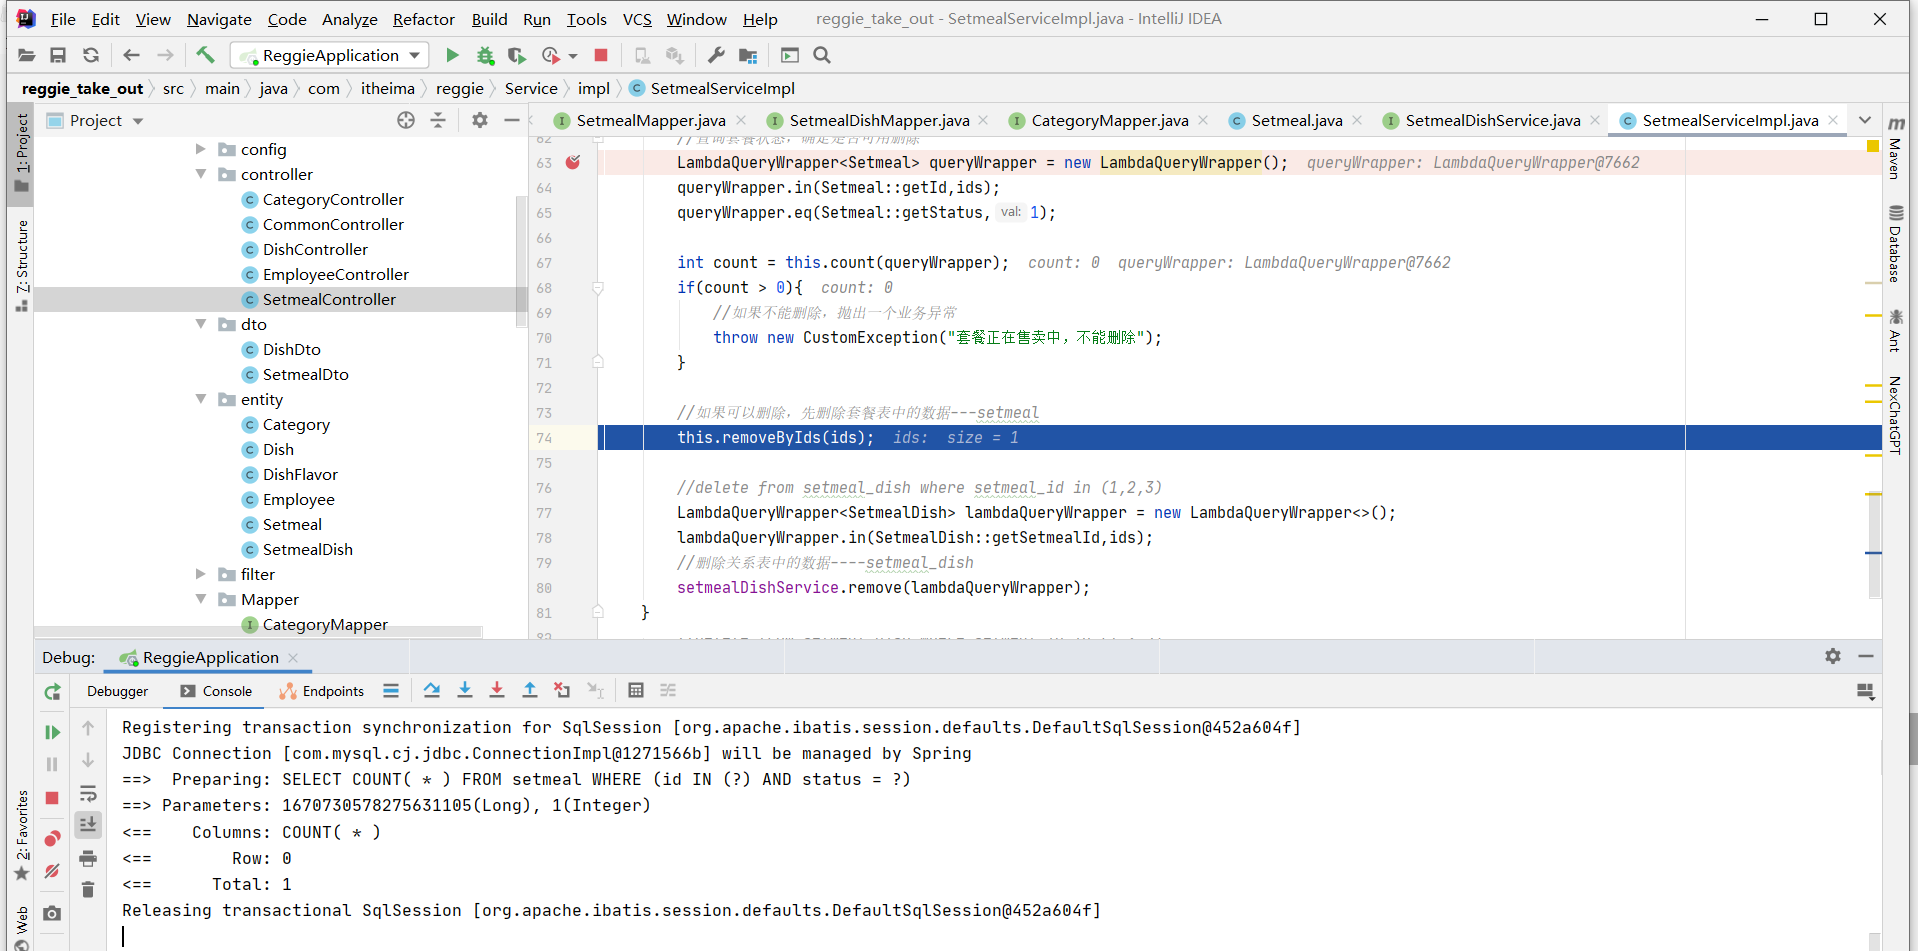 File Edit View Navigate Code Analyze Refactor Build Run Tools VCS Window Help reggie_take_out - SetmealServiceImpl.java - IntelliJ IDEA
ReggieApplication
reggie_take_out src main java com itheima reggie Service impl SetmealServiceImpl
Project
SetmealMapper.java SetmealDishMapper.java CategoryMapper.java Setmeal.java SetmealDishService.java SetmealServiceImpl.java
1: Project
Z: Structure
2: Favorites
Web
config
controller
CategoryController
CommonController
DishController
EmployeeController
SetmealController
dto
DishDto
SetmealDto
entity
Category
Dish
DishFlavor
Employee
Setmeal
SetmealDish
filter
Mapper
CategoryMapper
62 //查询套餐状态，确定是否可用删除
63 LambdaQueryWrapper<Setmeal> queryWrapper = new LambdaQueryWrapper(); queryWrapper: LambdaQueryWrapper@7662
64 queryWrapper.in(Setmeal::getId,ids);
65 queryWrapper.eq(Setmeal::getStatus, val: 1);
66
67 int count = this.count(queryWrapper); count: 0 queryWrapper: LambdaQueryWrapper@7662
68 if(count > 0){ count: 0
69 //如果不能删除，抛出一个业务异常
70 throw new CustomException("套餐正在售卖中，不能删除");
71 }
72
73 //如果可以删除，先删除套餐表中的数据---setmeal
74 this.removeByIds(ids); ids: size = 1
75
76 //delete from setmeal_dish where setmeal_id in (1,2,3)
77 LambdaQueryWrapper<SetmealDish> lambdaQueryWrapper = new LambdaQueryWrapper<>();
78 lambdaQueryWrapper.in(SetmealDish::getSetmealId,ids);
79 //删除关系表中的数据----setmeal_dish
80 setmealDishService.remove(lambdaQueryWrapper);
81 }
82
Maven
Database
Ant
NexChatGPT
Debug: ReggieApplication
Debugger Console Endpoints
Registering transaction synchronization for SqlSession [org.apache.ibatis.session.defaults.DefaultSqlSession@452a604f]
JDBC Connection [com.mysql.cj.jdbc.ConnectionImpl@1271566b] will be managed by Spring
==>  Preparing: SELECT COUNT( * ) FROM setmeal WHERE (id IN (?) AND status = ?)
==> Parameters: 1670730578275631105(Long), 1(Integer)
<==    Columns: COUNT( * )
<==        Row: 0
<==      Total: 1
Releasing transactional SqlSession [org.apache.ibatis.session.defaults.DefaultSqlSession@452a604f]